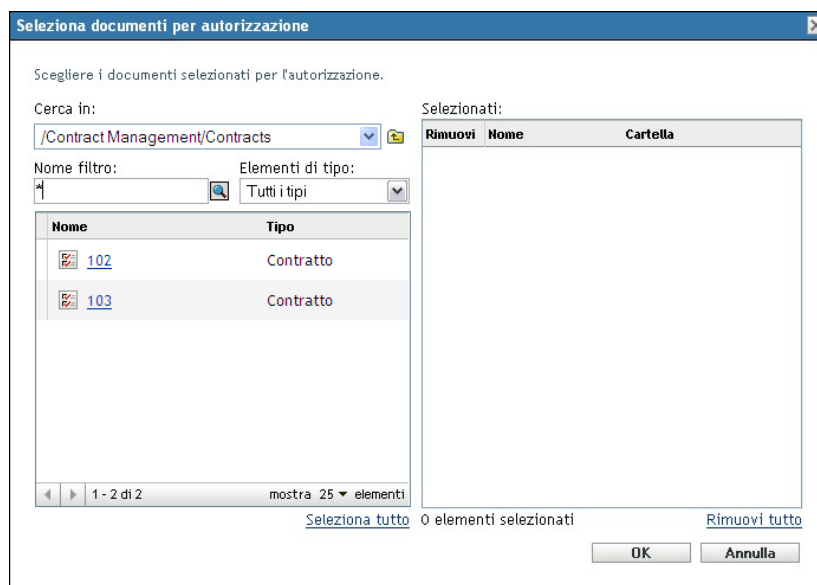 Seleziona documenti per autorizzazione
Scegliere i documenti selezionati per l'autorizzazione.
Cerca in:
/Contract Management/Contracts
Nome filtro:
Elementi di tipo:
*
Tutti i tipi
Nome
Tipo
102
Contratto
103
Contratto
1 - 2 di 2
mostra 25 elementi
Seleziona tutto
Selezionati:
Rimuovi
Nome
Cartella
0 elementi selezionati
Rimuovi tutto
OK
Annulla